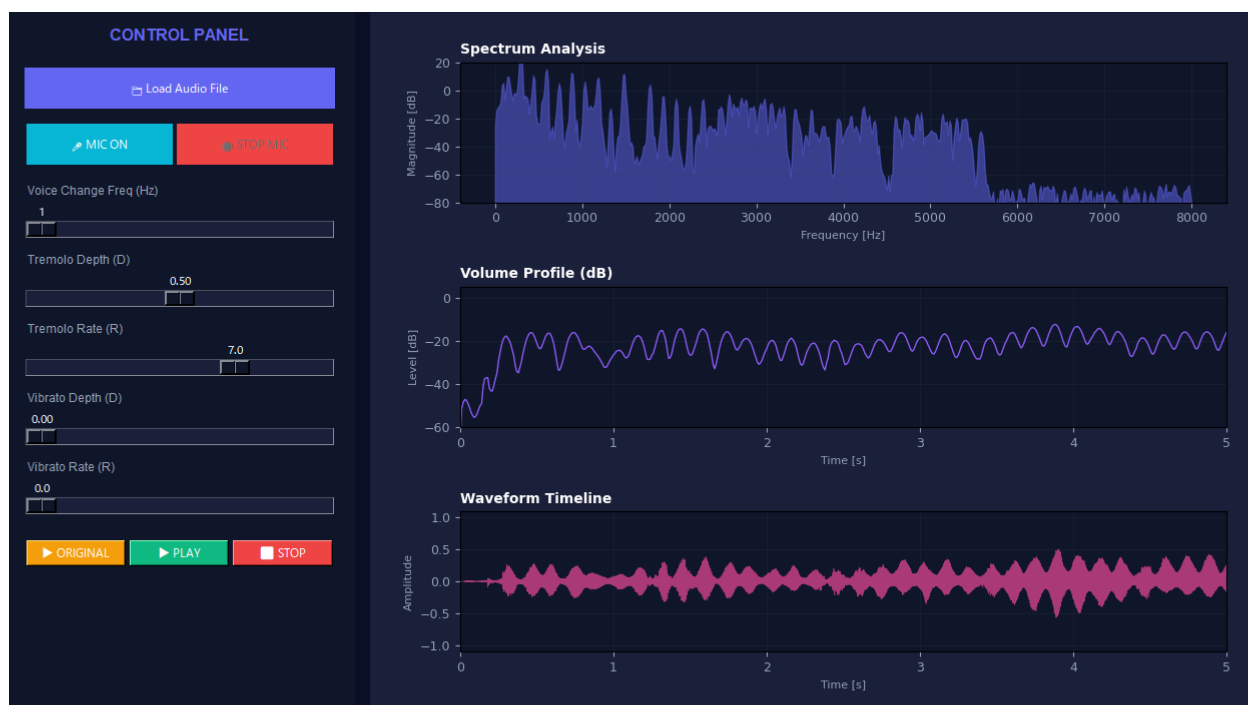 CONTROL PANEL
Load Audio File
MIC ON
STOP MIC
Voice Change Freq (Hz)
1
Tremolo Depth (D)
0.50
Tremolo Rate (R)
7.0
Vibrato Depth (D)
0.00
Vibrato Rate (R)
0.0
ORIGINAL
PLAY
STOP
Spectrum Analysis
Magnitude [dB]
20
0
−20
−40
−60
−80
0 1000 2000 3000 4000 5000 6000 7000 8000
Frequency [Hz]
Volume Profile (dB)
Level [dB]
0
−20
−40
−60
0 1 2 3 4 5
Time [s]
Waveform Timeline
Amplitude
1.0
0.5
0.0
−0.5
−1.0
0 1 2 3 4 5
Time [s]